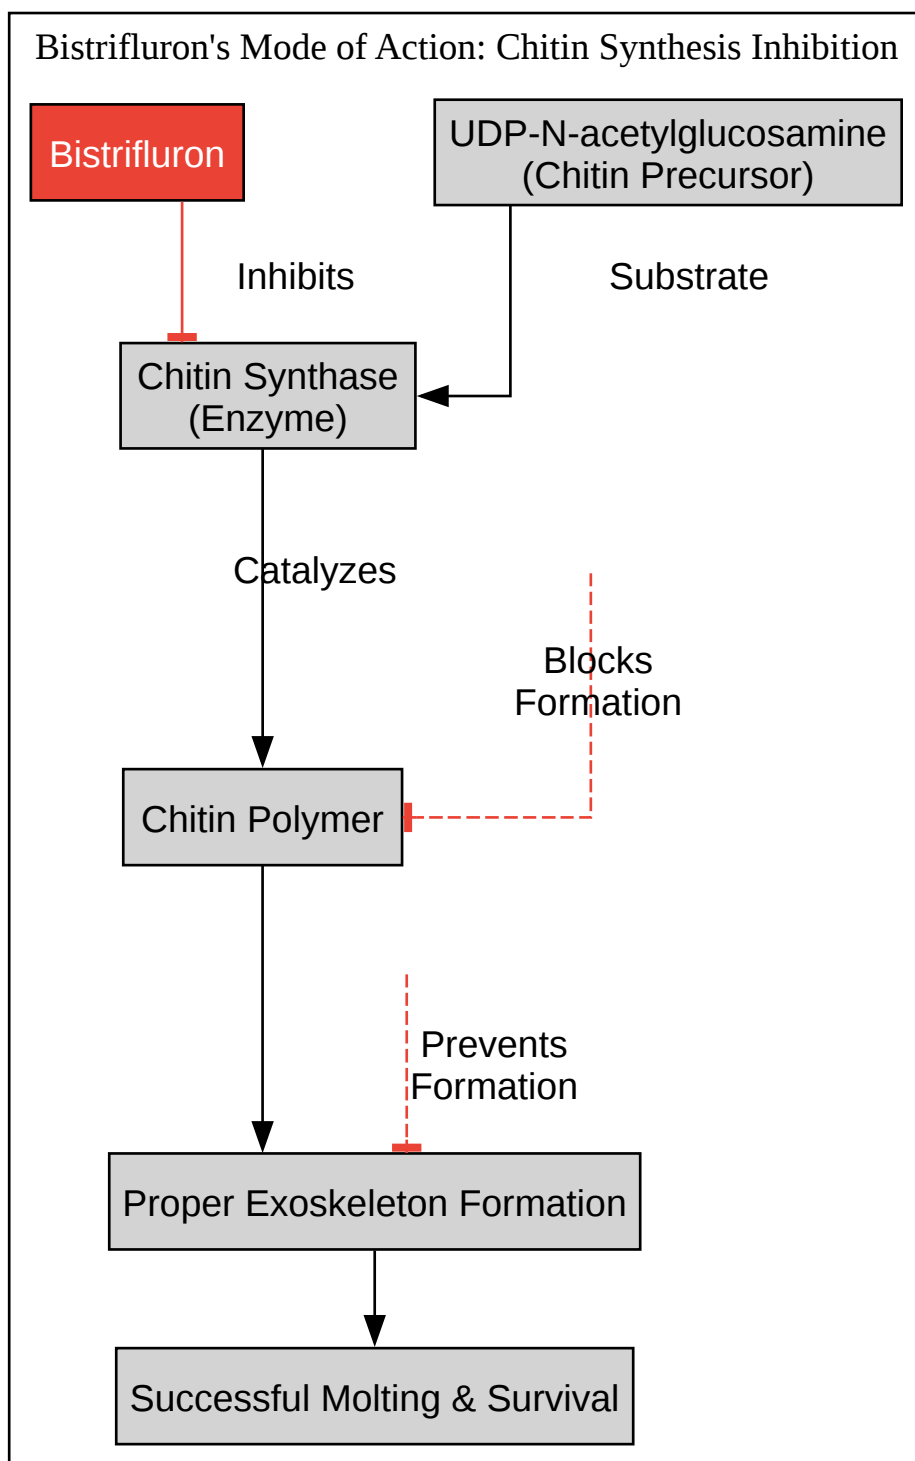 Bistrifluron's Mode of Action: Chitin Synthesis Inhibition
Bistrifluron
UDP-N-acetylglucosamine
(Chitin Precursor)
Inhibits
Substrate
Chitin Synthase
(Enzyme)
Catalyzes
Blocks
Formation
Chitin Polymer
Prevents
Formation
Proper Exoskeleton Formation
Successful Molting & Survival